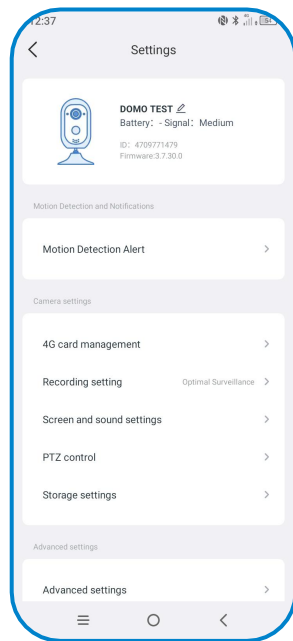 12:37
Settings
DOMO TEST
Battery： - Signal： Medium
ID： 4709771479
Firmware:3.7.30.0
Motion Detection and Notifications
Motion Detection Alert
Camera settings
4G card management
Recording setting Optimal Surveillance
Screen and sound settings
PTZ control
Storage settings
Advanced settings
Advanced settings